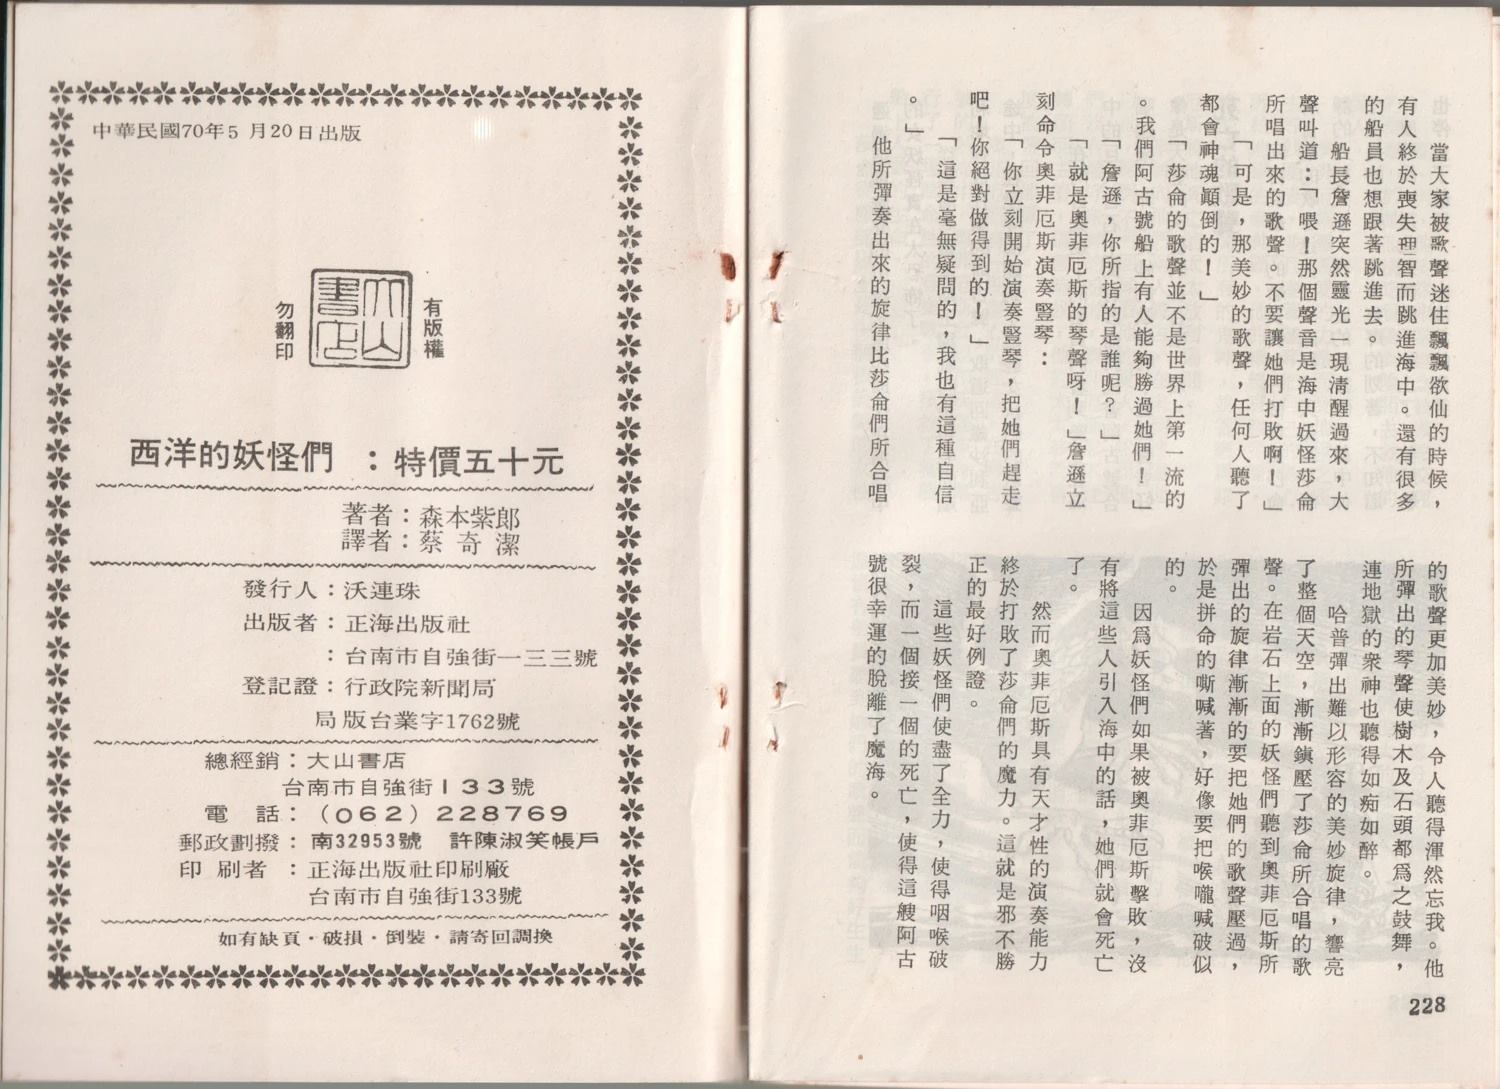 當大家被歌聲迷住飄飄欲仙的時候，
有人終於喪失理智而跳進海中。還有很多
的船員也想跟著跳進去。
船長詹遜突然靈光一現清醒過來，大
聲叫道：「喂！那個聲音是海中妖怪莎侖
所唱出來的歌聲。不要讓她們打敗啊！」
「可是，那美妙的歌聲，任何人聽了
都會神魂顚倒的！」
「莎侖的歌聲並不是世界上第一流的
。我們阿古號船上有人能夠勝過她們！」
「詹遜，你所指的是誰呢？」
「就是奧菲厄斯的琴聲呀！」詹遜立
刻命令奧菲厄斯演奏豎琴：
「你立刻開始演奏豎琴，把她們趕走
吧！你絕對做得到的！」
「這是毫無疑問的，我也有這種自信
。」
他所彈奏出來的旋律比莎侖們所合唱
的歌聲更加美妙，令人聽得渾然忘我。他
所彈出的琴聲使樹木及石頭都爲之鼓舞，
連地獄的衆神也聽得如痴如醉。
哈普彈出難以形容的美妙旋律，響亮
了整個天空，漸漸鎮壓了莎侖所合唱的歌
聲。在岩石上面的妖怪們聽到奧菲厄斯所
彈出的旋律漸漸的要把她們的歌聲壓過，
於是拼命的嘶喊著，好像要把喉嚨喊破似
的。
因爲妖怪們如果被奧菲厄斯擊敗，沒
有將這些人引入海中的話，她們就會死亡
了。
然而奧菲厄斯具有天才性的演奏能力
終於打敗了莎侖們的魔力。這就是邪不勝
正的最好例證。
這些妖怪們使盡了全力，使得咽喉破
裂，而一個接一個的死亡，使得這艘阿古
號很幸運的脫離了魔海。
228
中華民國70年5月20日出版
有版權
大山書店
勿翻印
西洋的妖怪們：特價五十元
著者：森本紫郎
譯者：蔡奇潔
發行人：沃連珠
出版者：正海出版社
：台南市自強街一三三號
登記證：行政院新聞局
局版台業字1762號
總經銷：大山書店
台南市自強街133號
電話：（062）228769
郵政劃撥：南32953號 許陳淑笑帳戶
印刷者：正海出版社印刷廠
台南市自強街133號
如有缺頁・破損・倒裝・請寄回調換